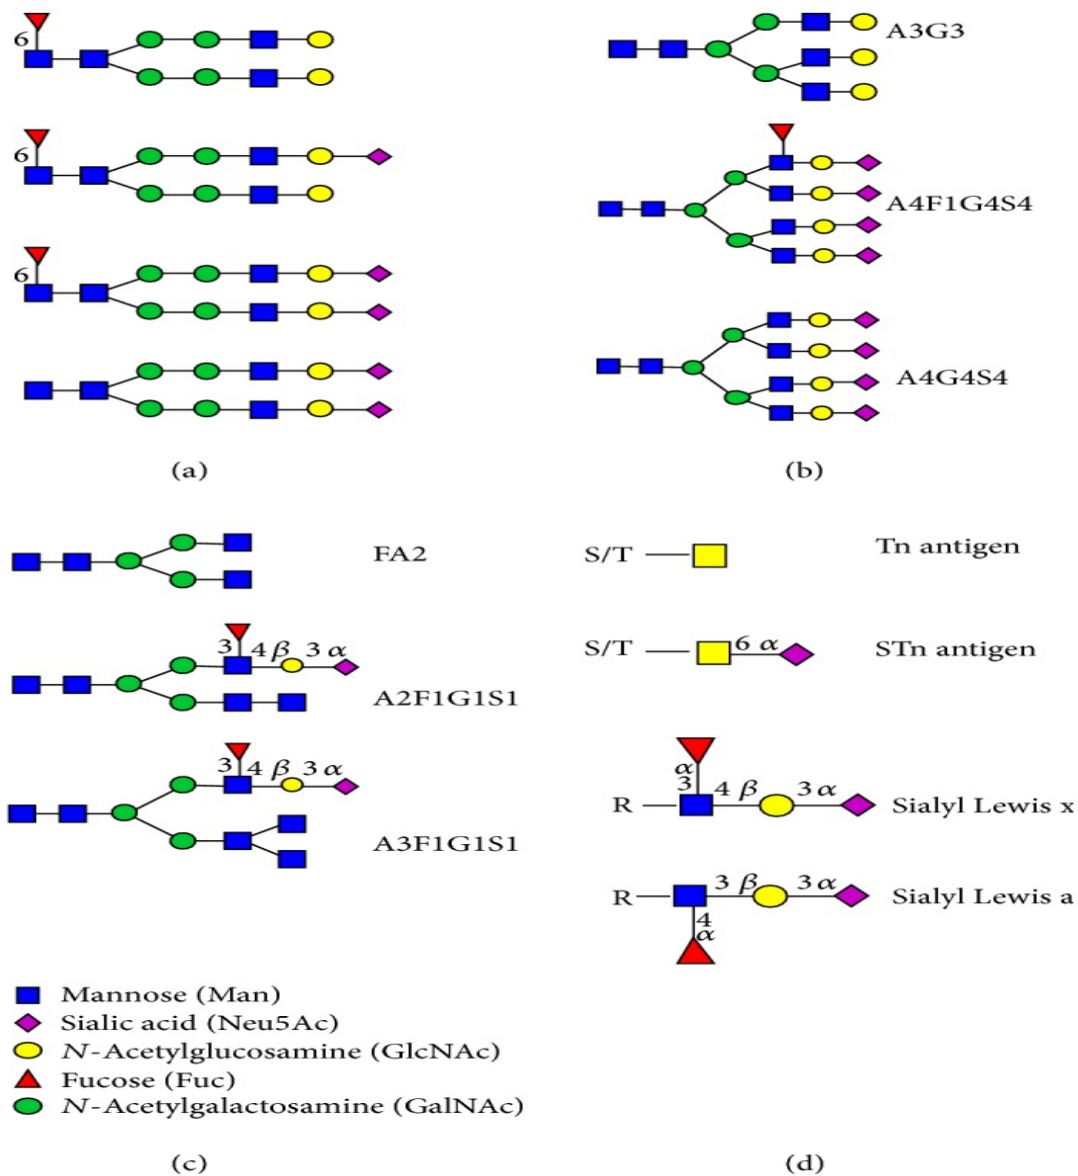 6
6
6
(a)
A3G3
A4F1G4S4
A4G4S4
(b)
FA2
3 4 β 3 α
A2F1G1S1
3 4 β 3 α
A3F1G1S1
Mannose (Man)
Sialic acid (Neu5Ac)
N-Acetylglucosamine (GlcNAc)
Fucose (Fuc)
N-Acetylgalactosamine (GalNAc)
(c)
S/T Tn antigen
S/T 6 α STn antigen
α
3 4 β 3 α
R Sialyl Lewis x
3 β 3 α
R Sialyl Lewis a
4
α
(d)